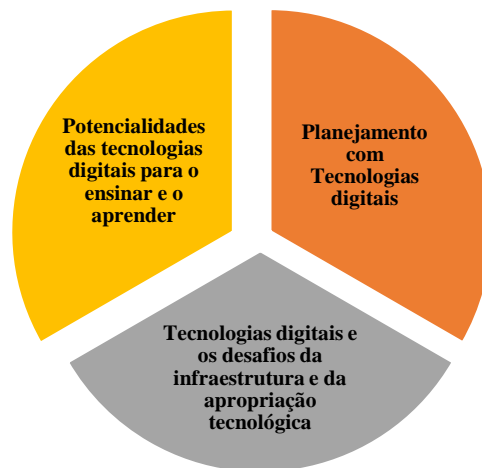 Potencialidades
das tecnologias
digitais para o
ensinar e o
aprender
Planejamento
com
Tecnologias
digitais
Tecnologias digitais e
os desafios da
infraestrutura e da
apropriação
tecnológica